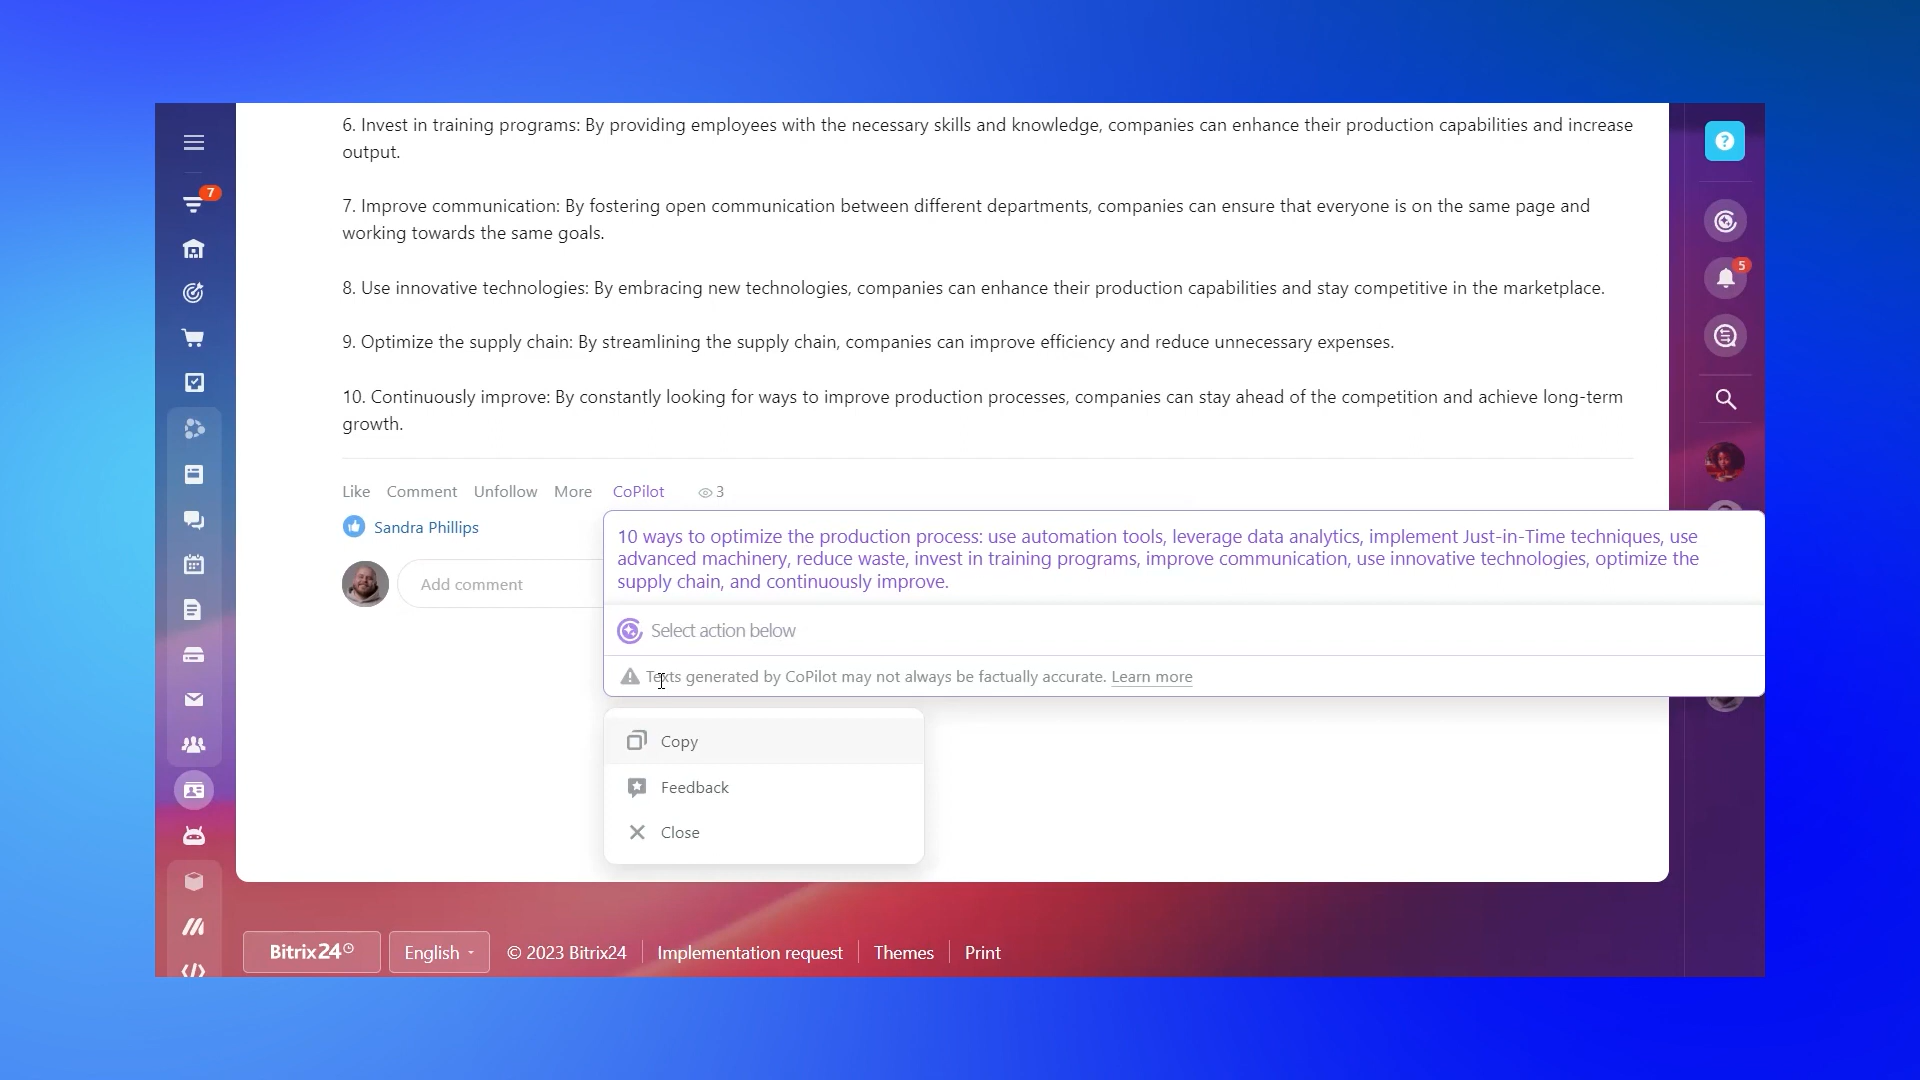 6. Invest in training programs: By providing employees with the necessary skills and knowledge, companies can enhance their production capabilities and increase
output.
7. Improve communication: By fostering open communication between different departments, companies can ensure that everyone is on the same page and
working towards the same goals.
8. Use innovative technologies: By embracing new technologies, companies can enhance their production capabilities and stay competitive in the marketplace.
9. Optimize the supply chain: By streamlining the supply chain, companies can improve efficiency and reduce unnecessary expenses.
10. Continuously improve: By constantly looking for ways to improve production processes, companies can stay ahead of the competition and achieve long-term
growth.
7
5
Like Comment Unfollow More CoPilot 3
Sandra Phillips
10 ways to optimize the production process: use automation tools, leverage data analytics, implement Just-in-Time techniques, use
advanced machinery, reduce waste, invest in training programs, improve communication, use innovative technologies, optimize the
supply chain, and continuously improve.
Add comment
Select action below
Texts generated by CoPilot may not always be factually accurate. Learn more
Copy
Feedback
Close
Bitrix24 English © 2023 Bitrix24 Implementation request Themes Print